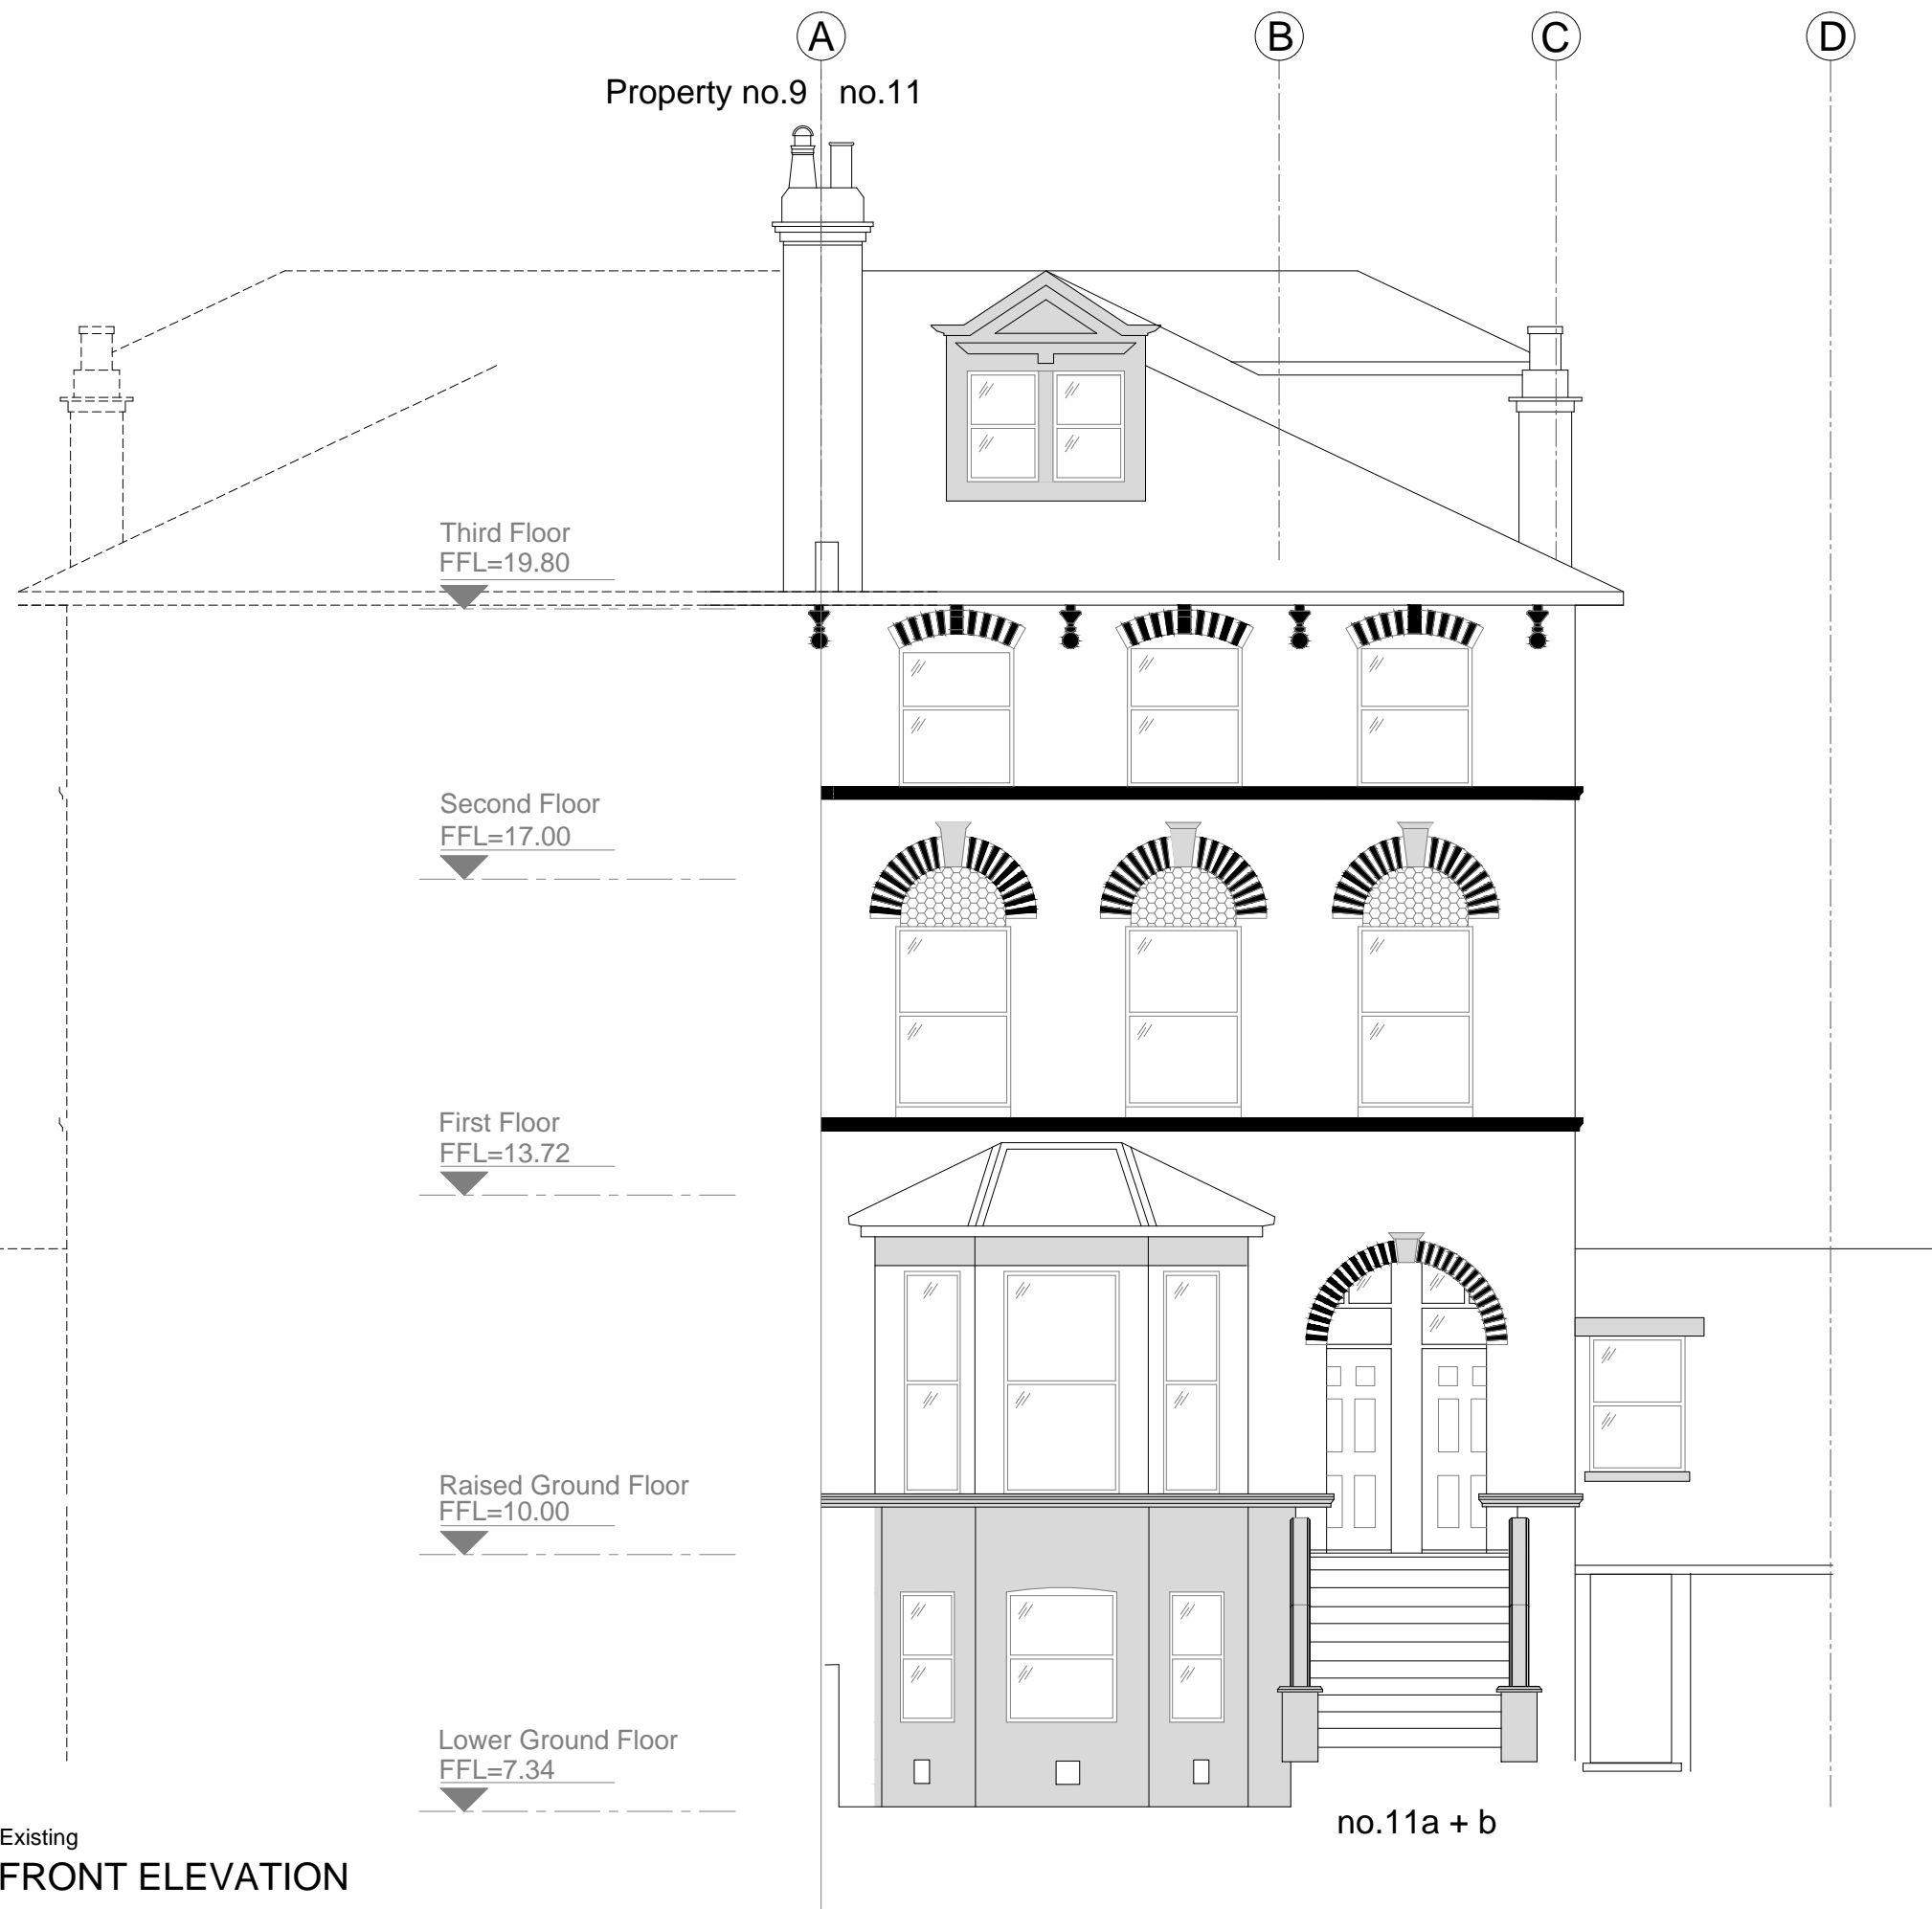 A
B
C
D
Property no.9
no.11
Third Floor
FFL=19.80
Second Floor
FFL=17.00
First Floor
FFL=13.72
Raised Ground Floor
FFL=10.00
Lower Ground Floor
FFL=7.34
no.11a + b
Existing
FRONT ELEVATION